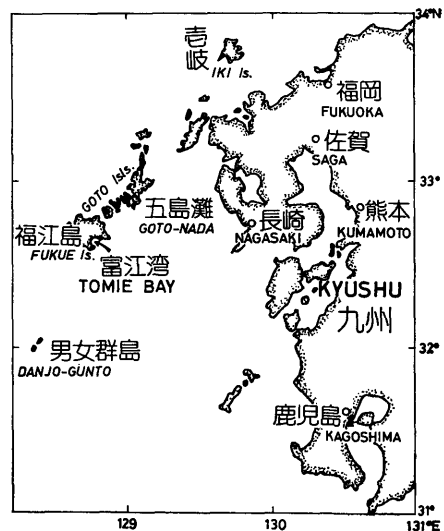 34°N
壱岐
IKI Is.
福岡
FUKUOKA
佐賀
SAGA
33°
GOTO Isls.
五島灘
GOTO-NADA
長崎
NAGASAKI
熊本
KUMAMOTO
福江島
FUKUE Is.
富江湾
TOMIE BAY
KYUSHU
九州
32°
男女群島
DANJO-GUNTO
鹿児島
KAGOSHIMA
31°
129
130
131°E